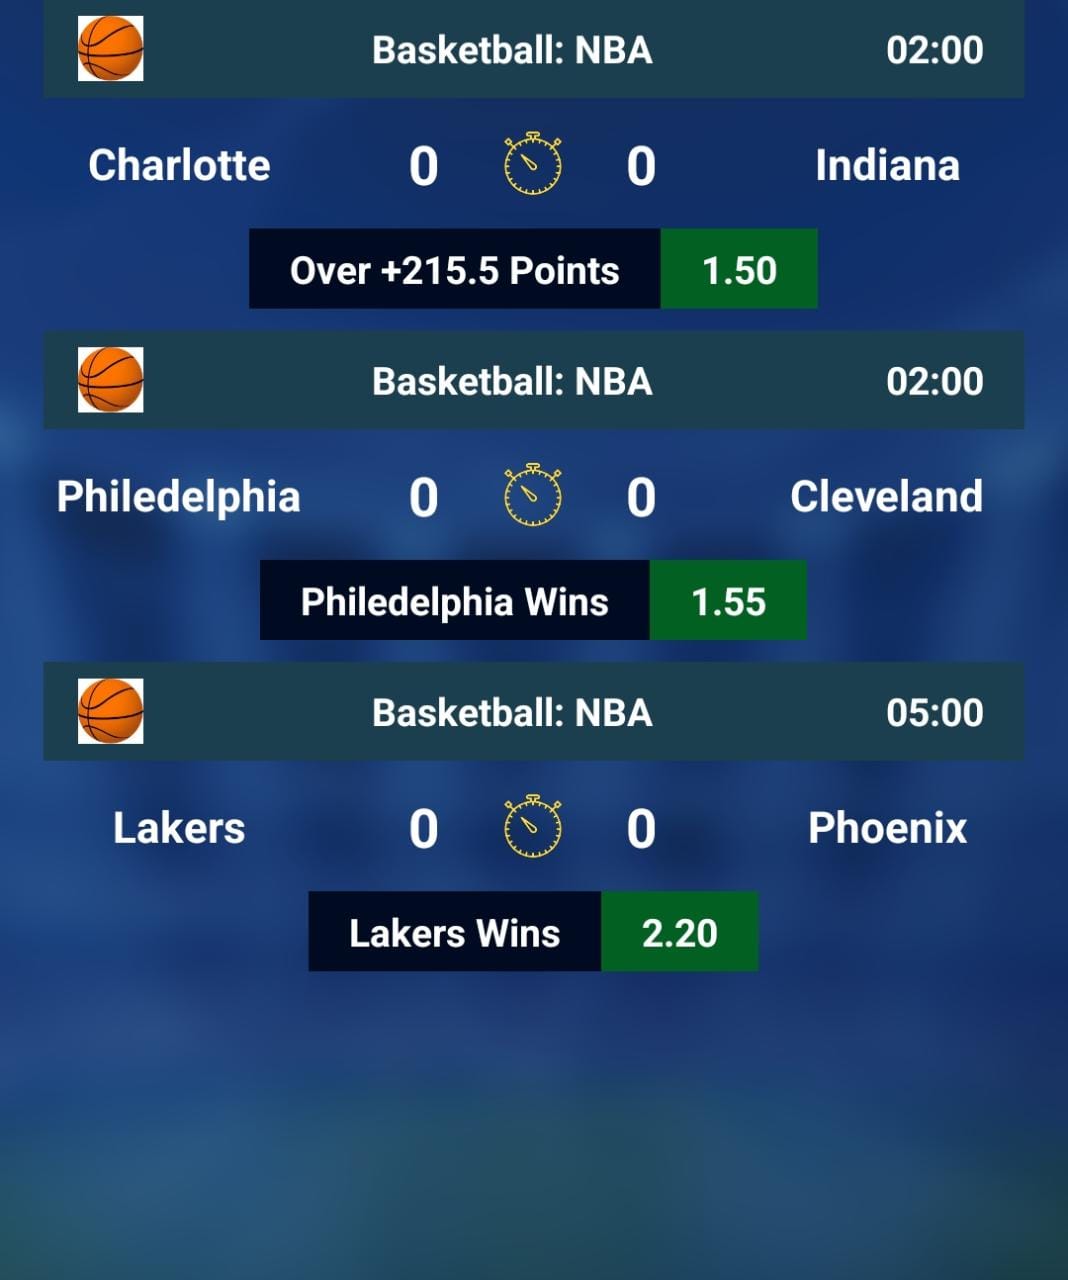 Basketball: NBA 02:00
Charlotte 0 0 Indiana
Over +215.5 Points 1.50
Basketball: NBA 02:00
Philedelphia 0 0 Cleveland
Philedelphia Wins 1.55
Basketball: NBA 05:00
Lakers 0 0 Phoenix
Lakers Wins 2.20